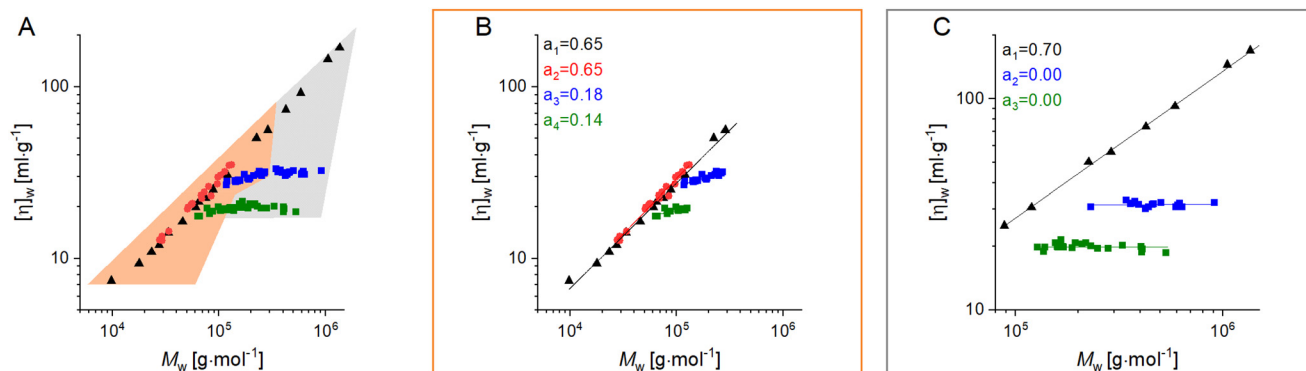 A
[η]w [ml·g⁻¹]
100
10
10⁴ 10⁵ 10⁶
Mw [g·mol⁻¹]
B
a₁=0.65
a₂=0.65
a₃=0.18
a₄=0.14
[η]w [ml·g⁻¹]
100
10
10⁴ 10⁵ 10⁶
Mw [g·mol⁻¹]
C
a₁=0.70
a₂=0.00
a₃=0.00
[η]w [ml·g⁻¹]
100
10
10⁵ 10⁶
Mw [g·mol⁻¹]